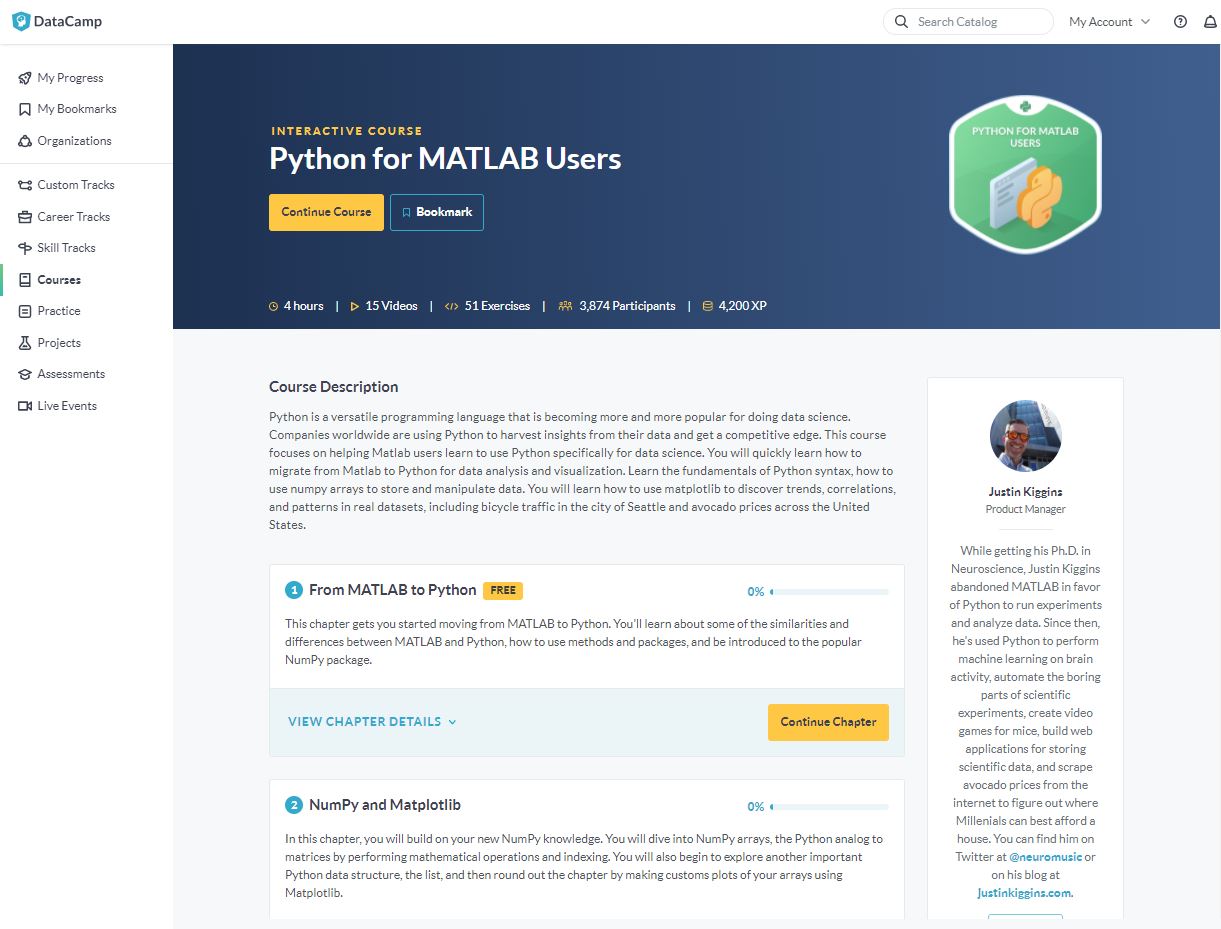 DataCamp
Search Catalog
My Account
My Progress
My Bookmarks
Organizations
Custom Tracks
Career Tracks
Skill Tracks
Courses
Practice
Projects
Assessments
Live Events
INTERACTIVE COURSE
Python for MATLAB Users
Continue Course
Bookmark
4 hours | 15 Videos | 51 Exercises | 3,874 Participants | 4,200 XP
PYTHON FOR MATLAB
USERS
Course Description
Python is a versatile programming language that is becoming more and more popular for doing data science.
Companies worldwide are using Python to harvest insights from their data and get a competitive edge. This course
focuses on helping Matlab users learn to use Python specifically for data science. You will quickly learn how to
migrate from Matlab to Python for data analysis and visualization. Learn the fundamentals of Python syntax, how to
use numpy arrays to store and manipulate data. You will learn how to use matplotlib to discover trends, correlations,
and patterns in real datasets, including bicycle traffic in the city of Seattle and avocado prices across the United
States.
1 From MATLAB to Python FREE 0%
This chapter gets you started moving from MATLAB to Python. You'll learn about some of the similarities and
differences between MATLAB and Python, how to use methods and packages, and be introduced to the popular
NumPy package.
VIEW CHAPTER DETAILS
Continue Chapter
2 NumPy and Matplotlib 0%
In this chapter, you will build on your new NumPy knowledge. You will dive into NumPy arrays, the Python analog to
matrices by performing mathematical operations and indexing. You will also begin to explore another important
Python data structure, the list, and then round out the chapter by making customs plots of your arrays using
Matplotlib.
Justin Kiggins
Product Manager
While getting his Ph.D. in
Neuroscience, Justin Kiggins
abandoned MATLAB in favor
of Python to run experiments
and analyze data. Since then,
he's used Python to perform
machine learning on brain
activity, automate the boring
parts of scientific
experiments, create video
games for mice, build web
applications for storing
scientific data, and scrape
avocado prices from the
internet to figure out where
Millenials can best afford a
house. You can find him on
Twitter at @neuromusic or
on his blog at
justinkiggins.com.